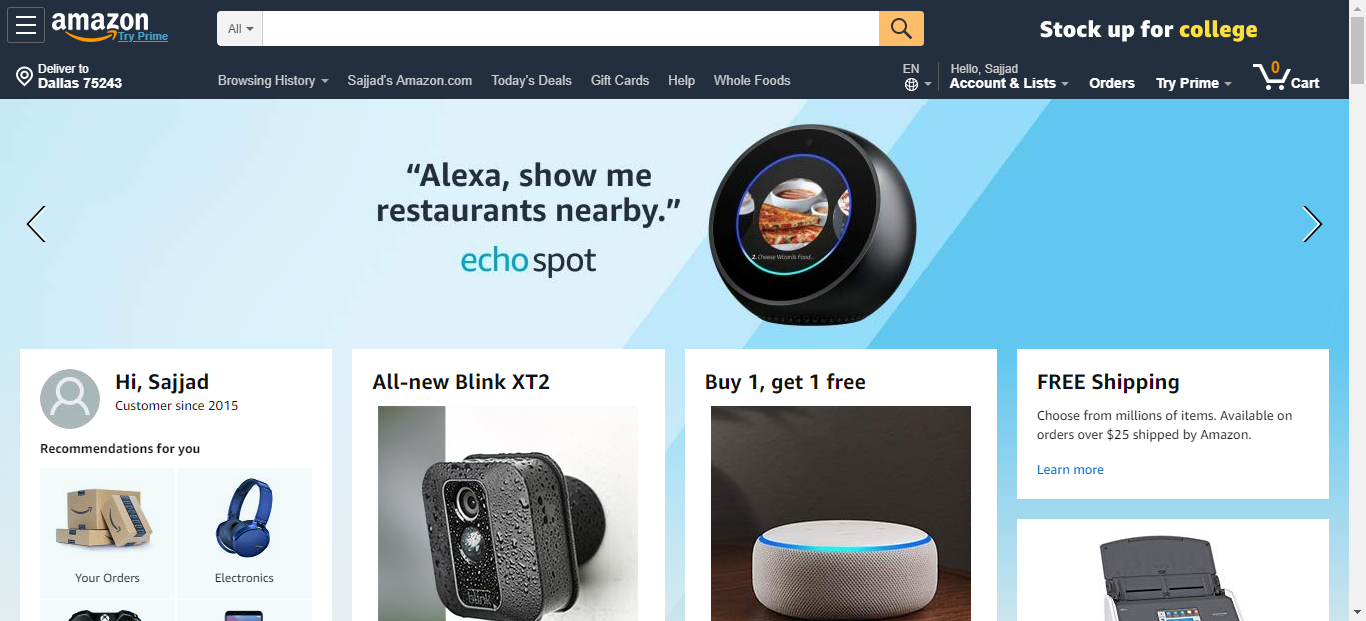 amazon
Try Prime
All
Stock up for college
Deliver to
Dallas 75243
Browsing History
Sajjad's Amazon.com
Today's Deals
Gift Cards
Help
Whole Foods
EN
Hello, Sajjad
Account & Lists
Orders
Try Prime
0
Cart
“Alexa, show me
restaurants nearby.”
echo spot
2. Cheese Wizards Food...
Hi, Sajjad
Customer since 2015
Recommendations for you
Your Orders
Electronics
All-new Blink XT2
blink
Buy 1, get 1 free
FREE Shipping
Choose from millions of items. Available on
orders over $25 shipped by Amazon.
Learn more